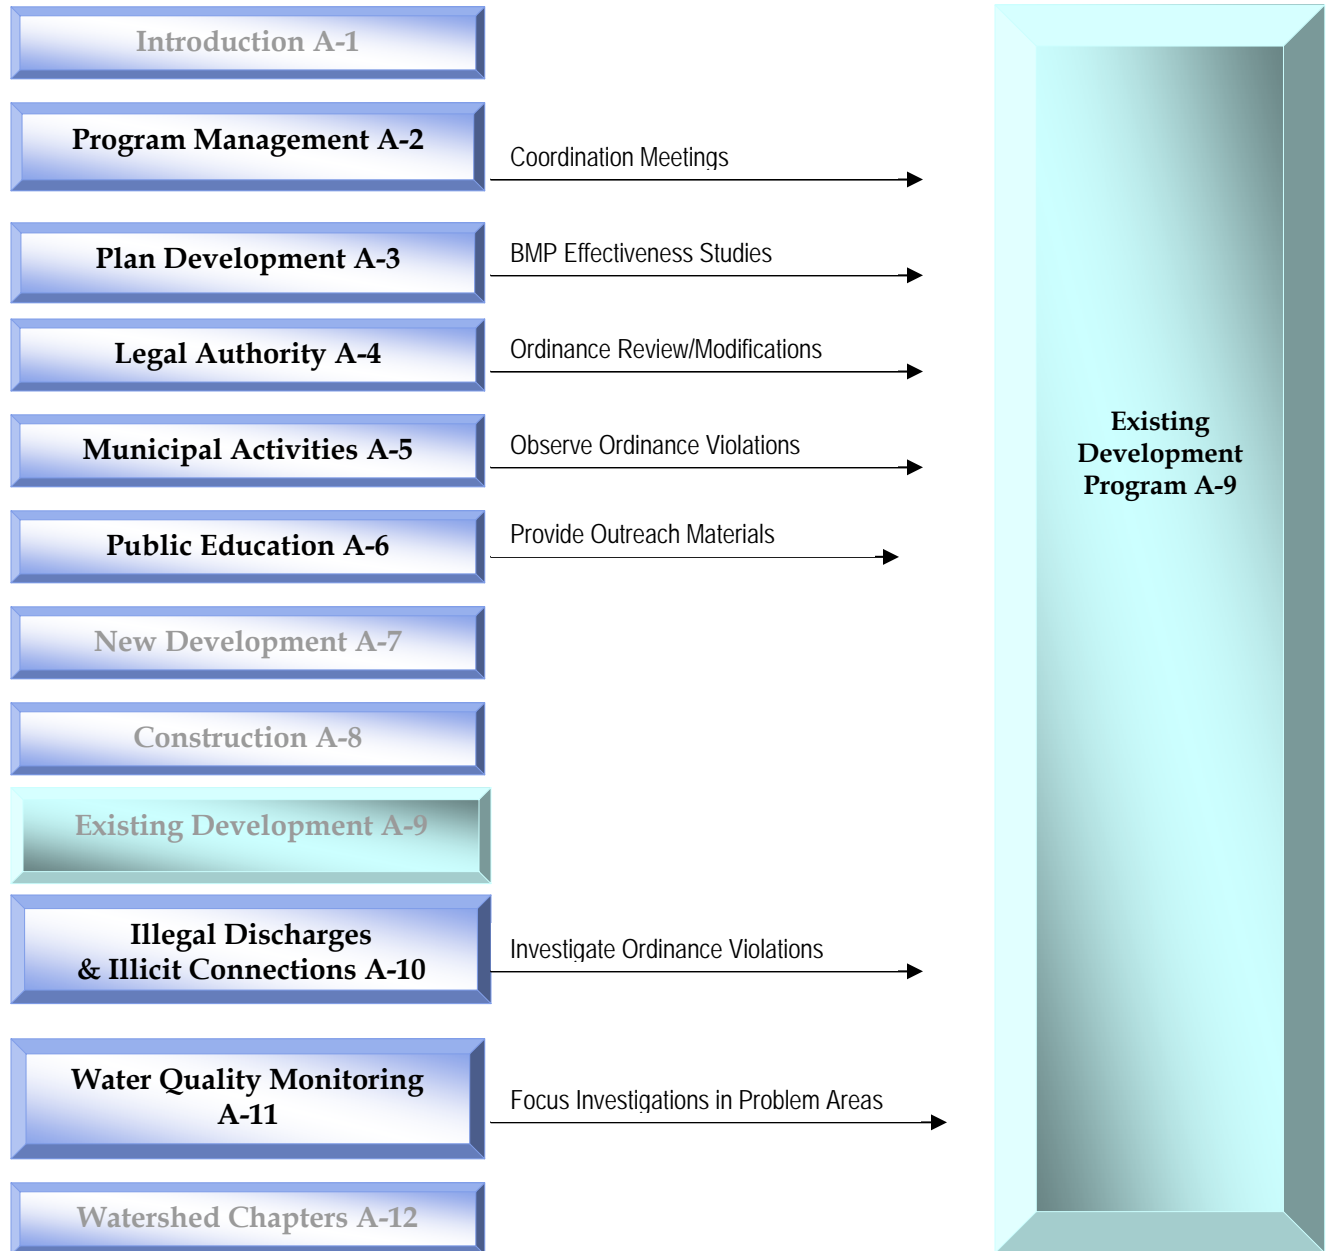 Introduction A-1
Program Management A-2
Coordination Meetings
Plan Development A-3
BMP Effectiveness Studies
Legal Authority A-4
Ordinance Review/Modifications
Municipal Activities A-5
Observe Ordinance Violations
Existing
Development
Program A-9
Public Education A-6
Provide Outreach Materials
New Development A-7
Construction A-8
Existing Development A-9
Illegal Discharges
& Illicit Connections A-10
Investigate Ordinance Violations
Water Quality Monitoring
A-11
Focus Investigations in Problem Areas
Watershed Chapters A-12